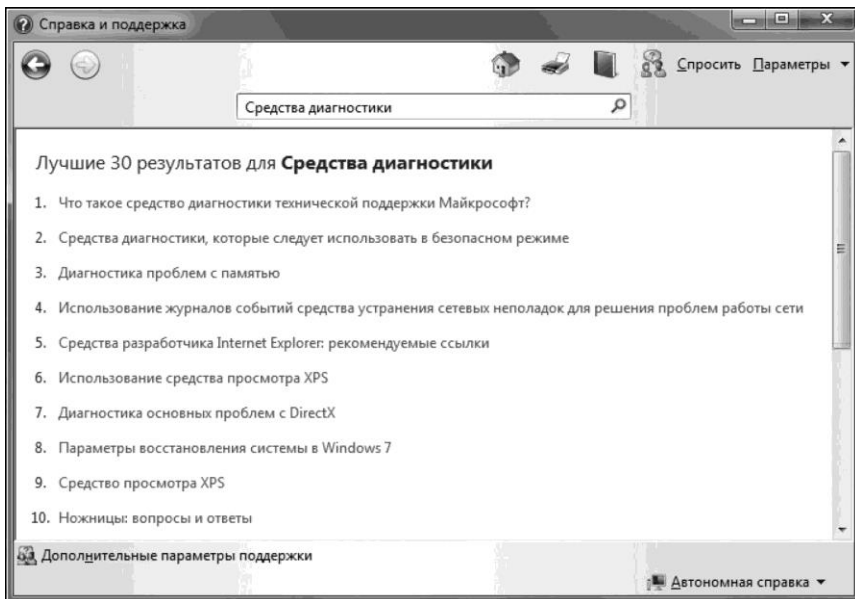 Справка и поддержка
Спросить Параметры
Средства диагностики
Лучшие 30 результатов для Средства диагностики
1. Что такое средство диагностики технической поддержки Майкрософт?
2. Средства диагностики, которые следует использовать в безопасном режиме
3. Диагностика проблем с памятью
4. Использование журналов событий средства устранения сетевых неполадок для решения проблем работы сети
5. Средства разработчика Internet Explorer: рекомендуемые ссылки
6. Использование средства просмотра XPS
7. Диагностика основных проблем с DirectX
8. Параметры восстановления системы в Windows 7
9. Средство просмотра XPS
10. Ножницы: вопросы и ответы
Дополнительные параметры поддержки
Автономная справка